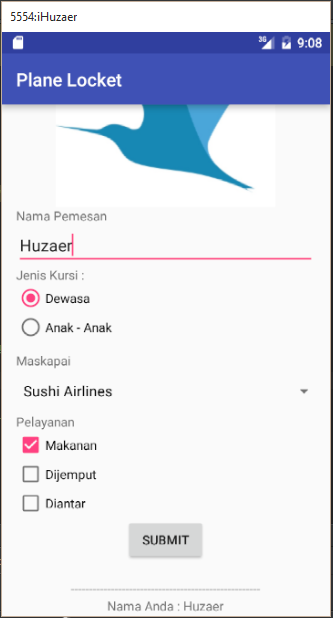 5554:iHuzaer
3G 9:08
Plane Locket
Nama Pemesan
Huzaer
Jenis Kursi :
Dewasa
Anak - Anak
Maskapai
Sushi Airlines
Pelayanan
Makanan
Dijemput
Diantar
SUBMIT
Nama Anda : Huzaer